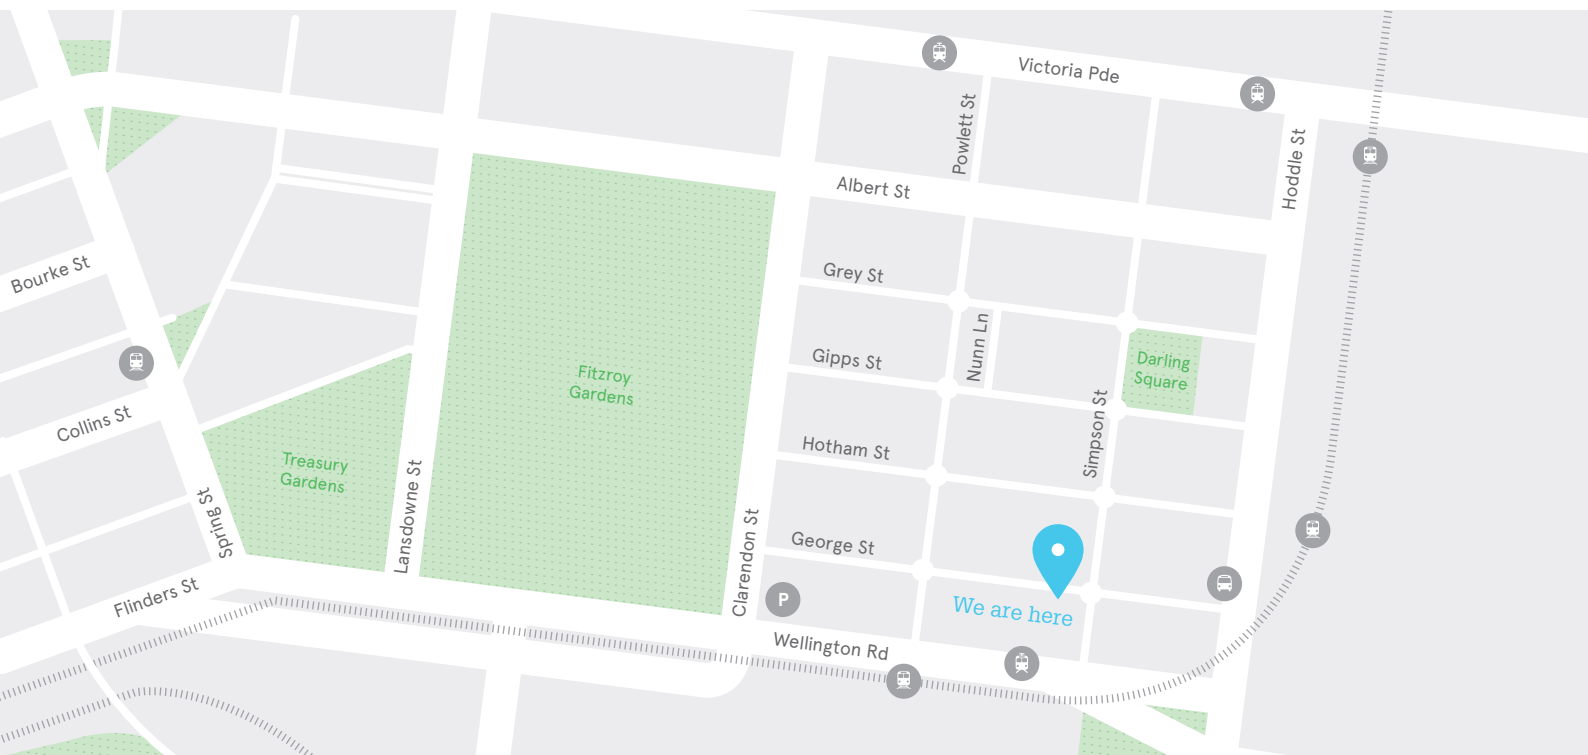 Victoria Pde
Powlett St
Hoddle St
Albert St
Bourke St
Grey St
Nunn Ln
Gipps St
Darling
Square
Fitzroy
Gardens
Collins St
Simpson St
Hotham St
Treasury
Gardens
Lansdowne St
Spring St
Clarendon St
George St
P
We are here
Flinders St
Wellington Rd